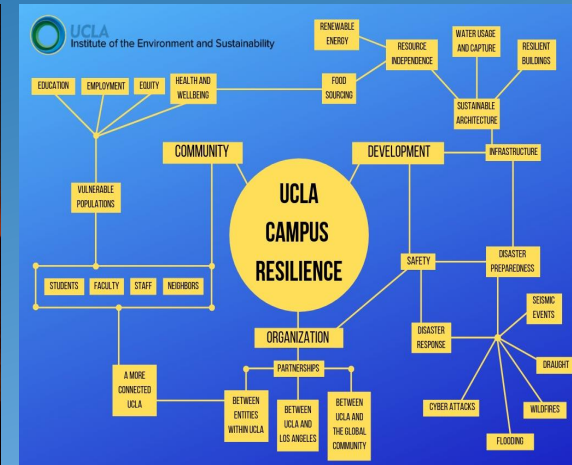 UCLA
Institute of the Environment and Sustainability
RENEWABLE
ENERGY
RESOURCE
INDEPENDENCE
WATER USAGE
AND CAPTURE
RESILIENT
BUILDINGS
EDUCATION
EMPLOYMENT
EQUITY
HEALTH AND
WELLBEING
FOOD
SOURCING
SUSTAINABLE
ARCHITECTURE
COMMUNITY
DEVELOPMENT
INFRASTRUCTURE
UCLA
CAMPUS
RESILIENCE
VULNERABLE
POPULATIONS
SAFETY
DISASTER
PREPAREDNESS
STUDENTS
FACULTY
STAFF
NEIGHBORS
SEISMIC
EVENTS
ORGANIZATION
DISASTER
RESPONSE
PARTNERSHIPS
DRAUGHT
A MORE
CONNECTED
UCLA
BETWEEN
ENTITIES
WITHIN UCLA
BETWEEN
UCLA AND
LOS ANGELES
BETWEEN
UCLA AND
THE GLOBAL
COMMUNITY
CYBER ATTACKS
WILDFIRES
FLOODING